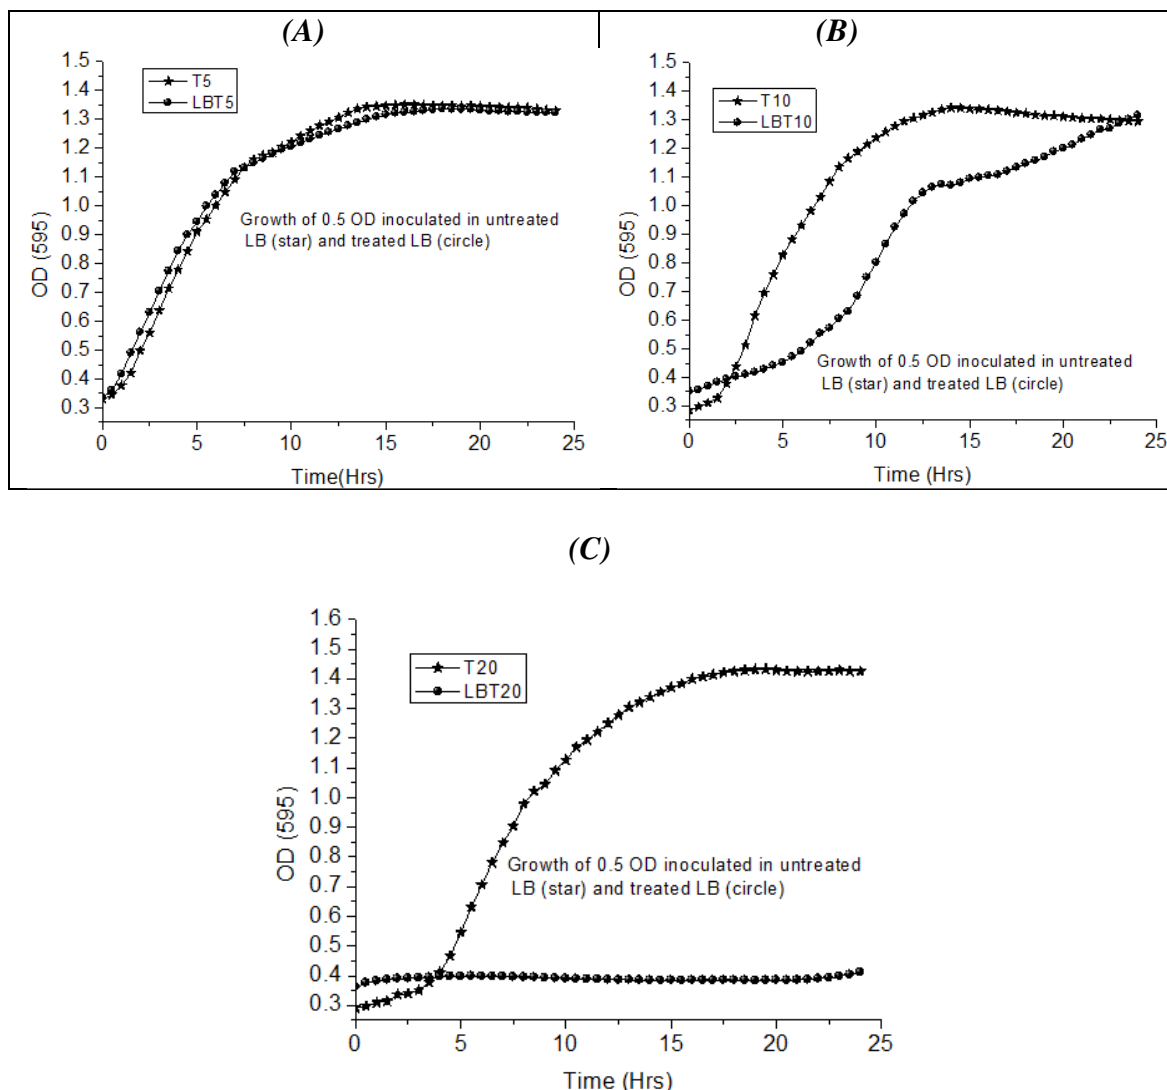 (A)
1.5
1.4
1.3
1.2
1.1
1.0
0.9
0.8
0.7
0.6
0.5
0.4
0.3
OD (595)
T5
LBT5
Growth of 0.5 OD inoculated in untreated
LB (star) and treated LB (circle)
0 5 10 15 20 25
Time(Hrs)
(B)
1.5
1.4
1.3
1.2
1.1
1.0
0.9
0.8
0.7
0.6
0.5
0.4
0.3
OD (595)
T10
LBT10
Growth of 0.5 OD inoculated in untreated
LB (star) and treated LB (circle)
0 5 10 15 20 25
Time (Hrs)
(C)
1.6
1.5
1.4
1.3
1.2
1.1
1.0
0.9
0.8
0.7
0.6
0.5
0.4
0.3
OD (595)
T20
LBT20
Growth of 0.5 OD inoculated in untreated
LB (star) and treated LB (circle)
0 5 10 15 20 25
Time (Hrs)